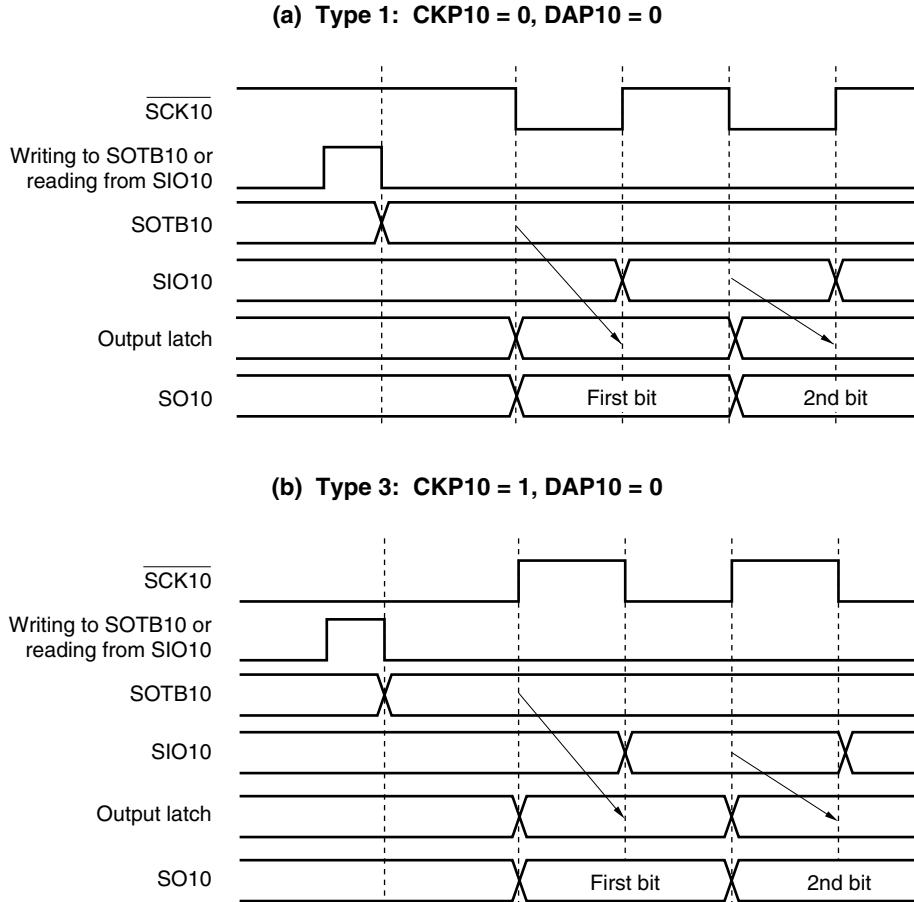 (a) Type 1: CKP10 = 0, DAP10 = 0
SCK10
Writing to SOTB10 or
reading from SIO10
SOTB10
SIO10
Output latch
SO10
First bit
2nd bit
(b) Type 3: CKP10 = 1, DAP10 = 0
SCK10
Writing to SOTB10 or
reading from SIO10
SOTB10
SIO10
Output latch
SO10
First bit
2nd bit